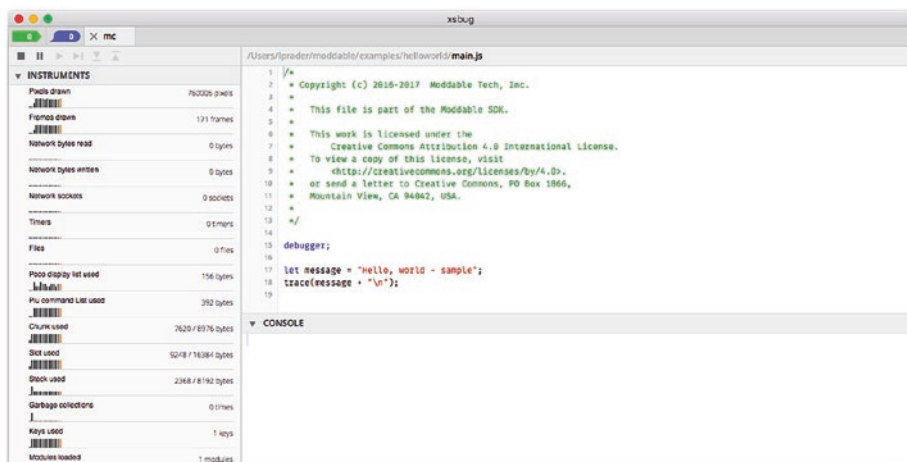 xsbug
0 0 mc
/Users/lprader/moddable/examples/helloworld/main.js
INSTRUMENTS
Pixels drawn 760005 pixels
Frames drawn 121 frames
Network bytes read 0 bytes
Network bytes written 0 bytes
Network sockets 0 sockets
Timers 0 timers
Files 0 files
Poco display list used 156 bytes
Piu command List used 392 bytes
Chunk used 7620 / 8976 bytes
Slot used 9248 / 16384 bytes
Stack used 2368 / 8192 bytes
Garbage collections 0 times
Keys used 1 keys
Modules loaded 1 modules
1 /*
2 * Copyright (c) 2016-2017 Moddable Tech, Inc.
3 *
4 * This file is part of the Moddable SDK.
5 *
6 * This work is licensed under the
7 * Creative Commons Attribution 4.0 International License.
8 * To view a copy of this license, visit
9 * <http://creativecommons.org/licenses/by/4.0>.
10 * or send a letter to Creative Commons, PO Box 1866,
11 * Mountain View, CA 94042, USA.
12 *
13 */
14
15 debugger;
16
17 let message = "Hello, world - sample";
18 trace(message + "\n");
19
CONSOLE